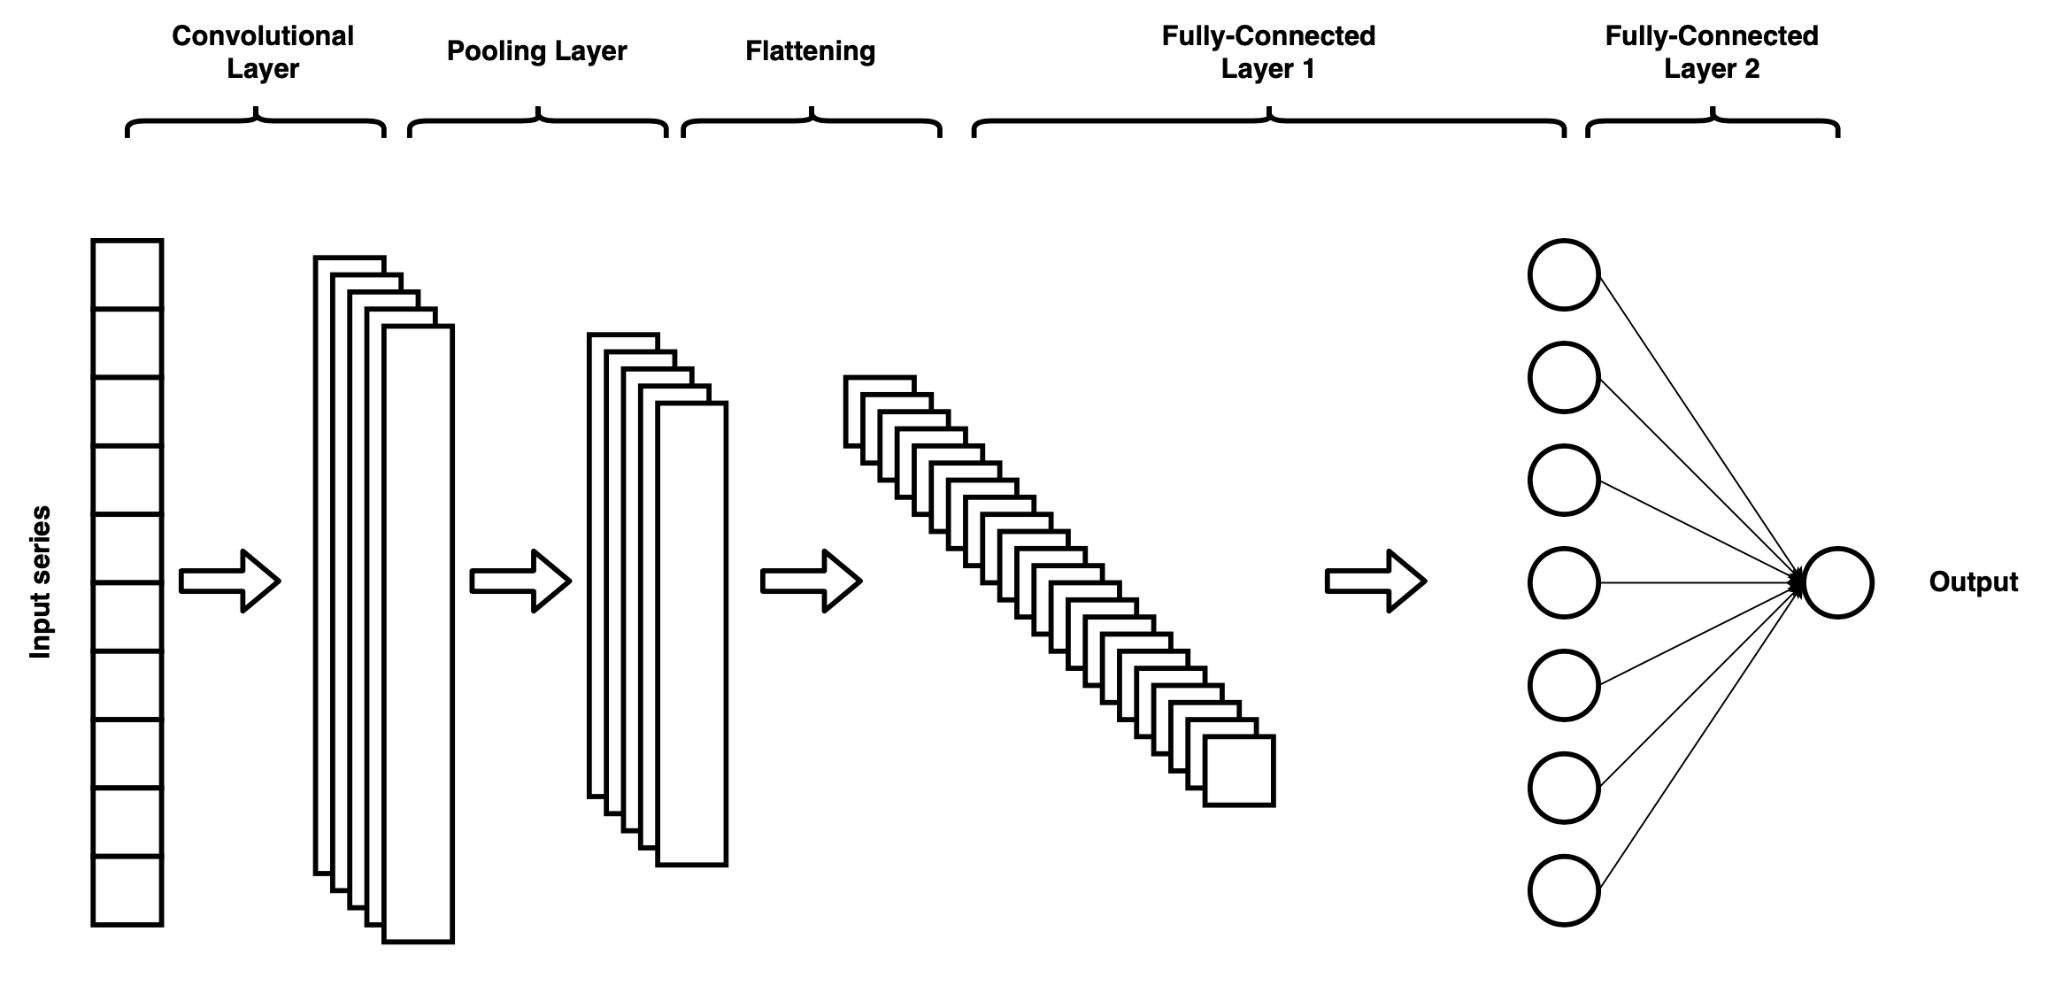 Convolutional
Layer
Pooling Layer
Flattening
Fully-Connected
Layer 1
Fully-Connected
Layer 2
Input series
Output